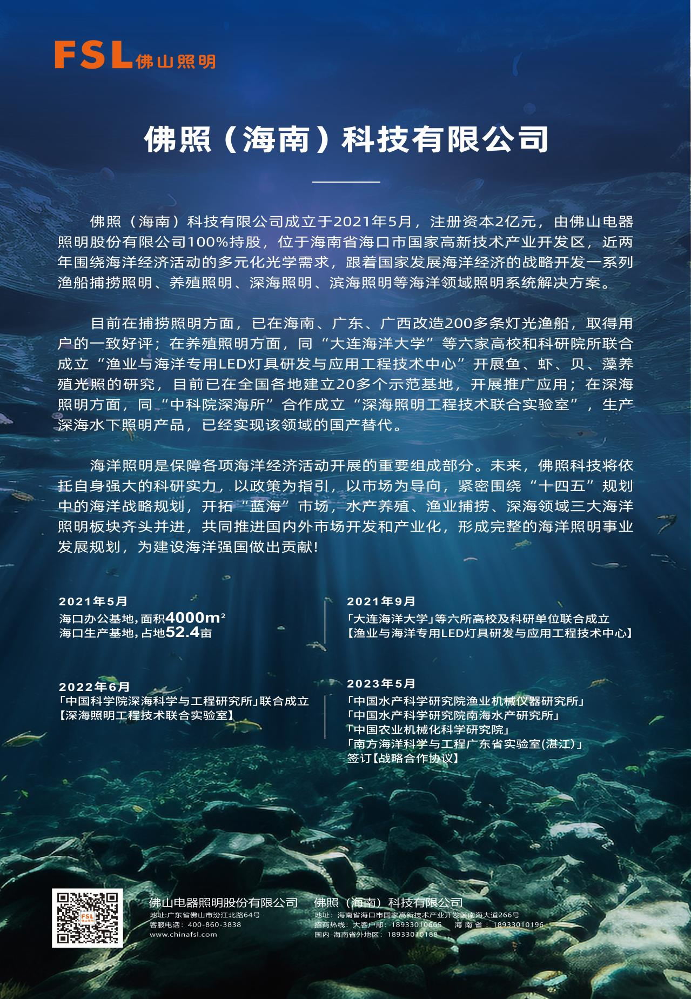 FSL佛山照明
佛照（海南）科技有限公司
佛照（海南）科技有限公司成立于2021年5月，注册资本2亿元，由佛山电器
照明股份有限公司100%持股，位于海南省海口市国家高新技术产业开发区，近两
年围绕海洋经济活动的多元化光学需求，跟着国家发展海洋经济的战略开发一系列
渔船捕捞照明、养殖照明、深海照明、滨海照明等海洋领域照明系统解决方案。
目前在捕捞照明方面，已在海南、广东、广西改造200多条灯光渔船，取得用
户的一致好评；在养殖照明方面，同“大连海洋大学”等六家高校和科研院所联合
成立“渔业与海洋专用LED灯具研发与应用工程技术中心”开展鱼、虾、贝、藻养
殖光照的研究，目前已在全国各地建立20多个示范基地，开展推广应用；在深海
照明方面，同“中科院深海所”合作成立“深海照明工程技术联合实验室”，生产
深海水下照明产品，已经实现该领域的国产替代。
海洋照明是保障各项海洋经济活动开展的重要组成部分。未来，佛照科技将依
托自身强大的科研实力，以政策为指引，以市场为导向，紧密围绕“十四五”规划
中的海洋战略规划，开拓“蓝海”市场，水产养殖、渔业捕捞、深海领域三大海洋
照明板块齐头并进，共同推进国内外市场开发和产业化，形成完整的海洋照明事业
发展规划，为建设海洋强国做出贡献!
2021年5月
海口办公基地，面积4000m²
海口生产基地，占地52.4亩
2021年9月
「大连海洋大学」等六所高校及科研单位联合成立
【渔业与海洋专用LED灯具研发与应用工程技术中心】
2022年6月
「中国科学院深海科学与工程研究所」联合成立
【深海照明工程技术联合实验室】
2023年5月
「中国水产科学研究院渔业机械仪器研究所」
「中国水产科学研究院南海水产研究所」
「中国农业机械化科学研究院」
「南方海洋科学与工程广东省实验室(湛江)」
签订【战略合作协议】
FSL
佛山照明
佛山电器照明股份有限公司
地址:广东省佛山市汾江北路64号
客服电话：400-860-3838
www.chinafsl.com
佛照（海南）科技有限公司
地址：海南省海口市国家高新技术产业开发区南海大道266号
招商热线：大客户部：18933010665 海南省：18933010196
国内-海南省外地区：18933010188